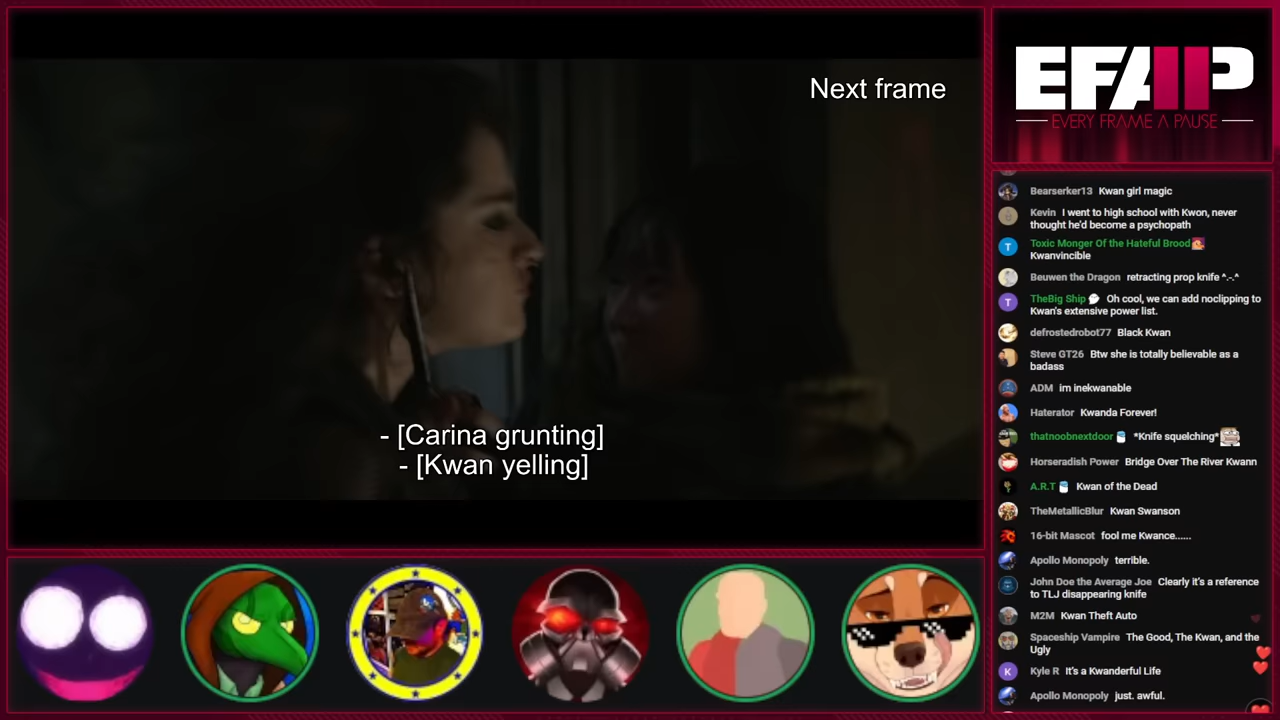 Next frame
- [Carina grunting]
- [Kwan yelling]
EFAP
EVERY FRAME A PAUSE
Bearserker13 Kwan girl magic
Kevin I went to high school with Kwon, never
thought he'd become a psychopath
T Toxic Monger Of the Hateful Brood
Kwanvincible
Beuwen the Dragon retracting prop knife ^.~.^
T TheBig Ship Oh cool, we can add noclipping to
Kwan's extensive power list.
defrostedrobot77 Black Kwan
Steve GT26 Btw she is totally believable as a
badass
ADM im inekwanable
Haterator Kwanda Forever!
thatnoobnextdoor *Knife squelching*
Horseradish Power Bridge Over The River Kwann
A.R.T Kwan of the Dead
TheMetallicBlur Kwan Swanson
16-bit Mascot fool me Kwance......
Apollo Monopoly terrible.
John Doe the Average Joe Clearly it's a reference
to TLJ disappearing knife
M2M Kwan Theft Auto
Spaceship Vampire The Good, The Kwan, and the
Ugly
K Kyle R It's a Kwanderful Life
Apollo Monopoly just. awful.